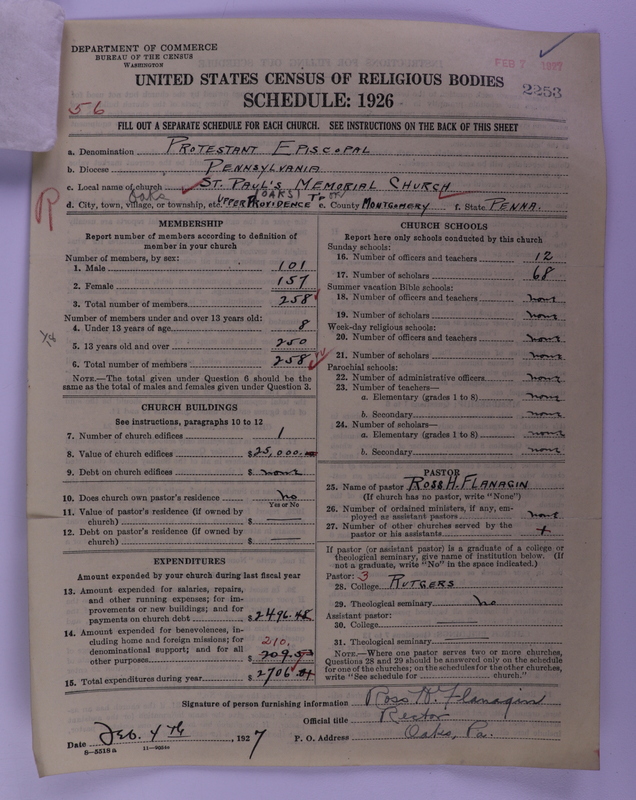 DEPARTMENT OF COMMERCE
BUREAU OF THE CENSUS
WASHINGTON
FEB 7 1927
2253
56
UNITED STATES CENSUS OF RELIGIOUS BODIES
SCHEDULE: 1926
FILL OUT A SEPARATE SCHEDULE FOR EACH CHURCH. SEE INSTRUCTIONS ON THE BACK OF THIS SHEET
a. Denomination PROTESTANT EPISCOPAL
b. Diocese PENNSYLVANIA
c. Local name of church ST. PAUL'S MEMORIAL CHURCH
Oaks (OAKS)
d. City, town, village, or township, etc. UPPER PROVIDENCE e. County MONTGOMERY f. State PENNA.
R
MEMBERSHIP
Report number of members according to definition of
member in your church
Number of members, by sex:
1. Male 101
2. Female 157
3. Total number of members 258
Number of members under and over 13 years old:
4. Under 13 years of age 8
5. 13 years old and over 250
6. Total number of members 258
NOTE.—The total given under Question 6 should be the
same as the total of males and females given under Question 3.
CHURCH BUILDINGS
See instructions, paragraphs 10 to 12
7. Number of church edifices 1
8. Value of church edifices $25,000.
9. Debt on church edifices $ none
10. Does church own pastor's residence no
Yes or No
11. Value of pastor's residence (if owned by
church) $
12. Debt on pastor's residence (if owned by
church) $
EXPENDITURES
Amount expended by your church during last fiscal year
13. Amount expended for salaries, repairs,
and other running expenses; for im-
provements or new buildings; and for
payments on church debt $2496.48
14. Amount expended for benevolences, in-
cluding home and foreign missions; for
denominational support; and for all
210.
other purposes 209.53
15. Total expenditures during year $2706.
CHURCH SCHOOLS
Report here only schools conducted by this church
Sunday schools:
16. Number of officers and teachers 12
17. Number of scholars 68
Summer vacation Bible schools:
18. Number of officers and teachers none
19. Number of scholars none
Week-day religious schools:
20. Number of officers and teachers none
21. Number of scholars none
Parochial schools:
22. Number of administrative officers none
23. Number of teachers—
a. Elementary (grades 1 to 8) none
b. Secondary none
24. Number of scholars—
a. Elementary (grades 1 to 8) none
b. Secondary none
PASTOR
25. Name of pastor ROSS H. FLANAGIN
(If church has no pastor, write "None")
26. Number of ordained ministers, if any, em-
ployed as assistant pastors none
27. Number of other churches served by the
pastor or his assistants
If pastor (or assistant pastor) is a graduate of a college or
theological seminary, give name of institution below. (If
not a graduate, write "No" in the space indicated.)
Pastor: 3
28. College RUTGERS
29. Theological seminary No
Assistant pastor:
30. College
31. Theological seminary
NOTE.—Where one pastor serves two or more churches,
Questions 28 and 29 should be answered only on the schedule
for one of the churches; on the schedules for the other churches,
write "See schedule for church."
Signature of person furnishing information Ross H. Flanagin
Official title Rector
Date Feb. 4th, 1927 P. O. Address Oaks, Pa.
8—5518a 11—9034a